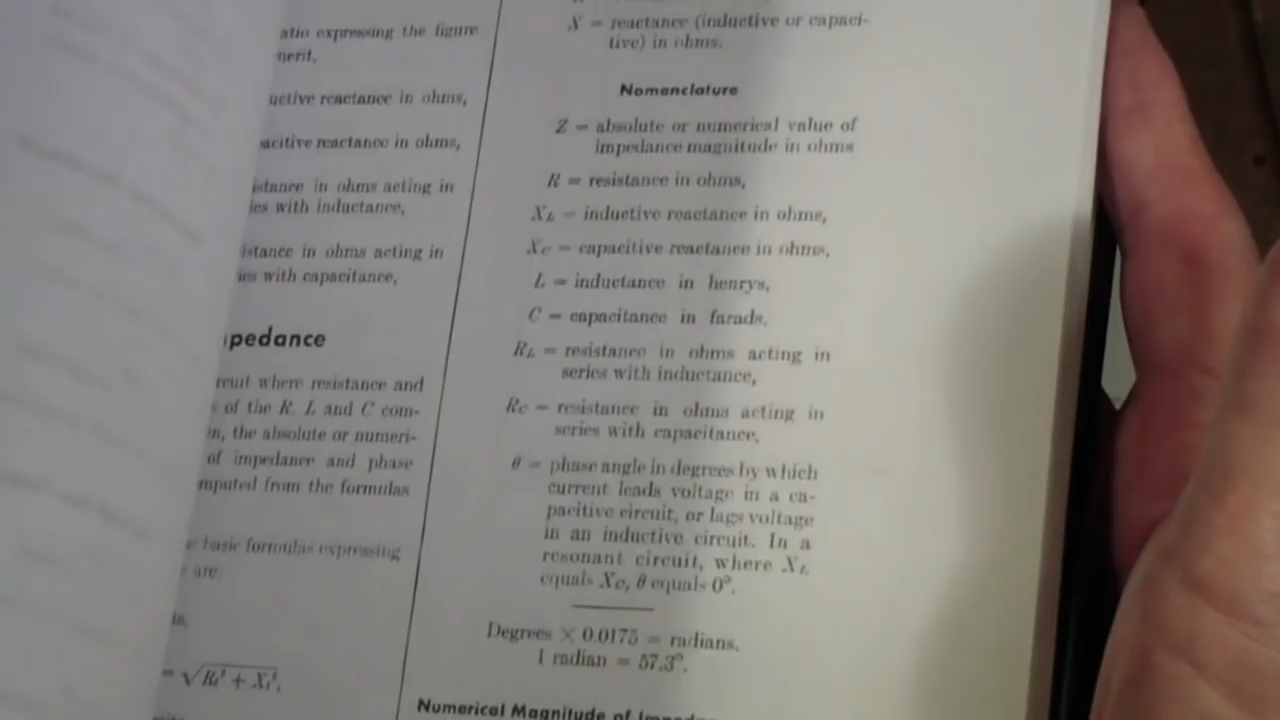 atio expressing the figure
merit.
uctive reactance in ohms,
acitive reactance in ohms,
istance in ohms acting in
ies with inductance,
istance in ohms acting in
ies with capacitance,
pedance
rcuit where resistance and
s of the R, L and C com-
n, the absolute or numeri-
of impedance and phase
mputed from the formulas
e basic formulas expressing
e are:
ts,
= √Rt² + Xt²,
X = reactance (inductive or capaci-
tive) in ohms.
Nomenclature
Z = absolute or numerical value of
impedance magnitude in ohms
R = resistance in ohms,
XL = inductive reactance in ohms,
XC = capacitive reactance in ohms,
L = inductance in henrys,
C = capacitance in farads,
RL = resistance in ohms acting in
series with inductance,
RC = resistance in ohms acting in
series with capacitance,
θ = phase angle in degrees by which
current leads voltage in a ca-
pacitive circuit, or lags voltage
in an inductive circuit. In a
resonant circuit, where XL
equals XC, θ equals 0°.
Degrees × 0.0175 = radians.
1 radian = 57.3°.
Numerical Magnitude of Impedan